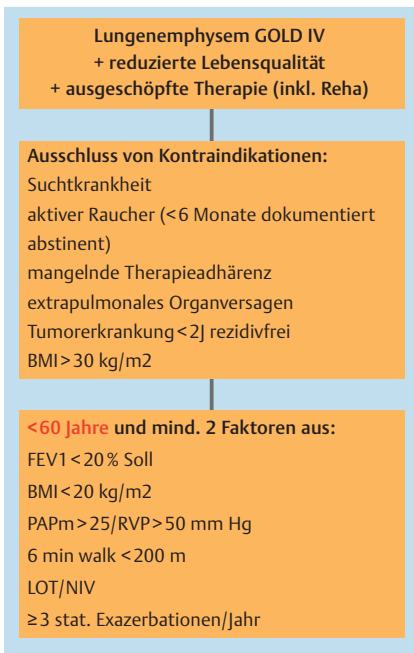 Lungenemphysem GOLD IV
+ reduzierte Lebensqualität
+ ausgeschöpfte Therapie (inkl. Reha)
Ausschluss von Kontraindikationen:
Suchtkrankheit
aktiver Raucher (<6 Monate dokumentiert
abstinent)
mangelnde Therapieadhärenz
extrapulmonales Organversagen
Tumorerkrankung<2J rezidivfrei
BMI>30 kg/m2
<60 Jahre und mind. 2 Faktoren aus:
FEV1<20% Soll
BMI<20 kg/m2
PAPm>25/RVP>50 mm Hg
6 min walk <200 m
LOT/NIV
≥3 stat. Exazerbationen/Jahr